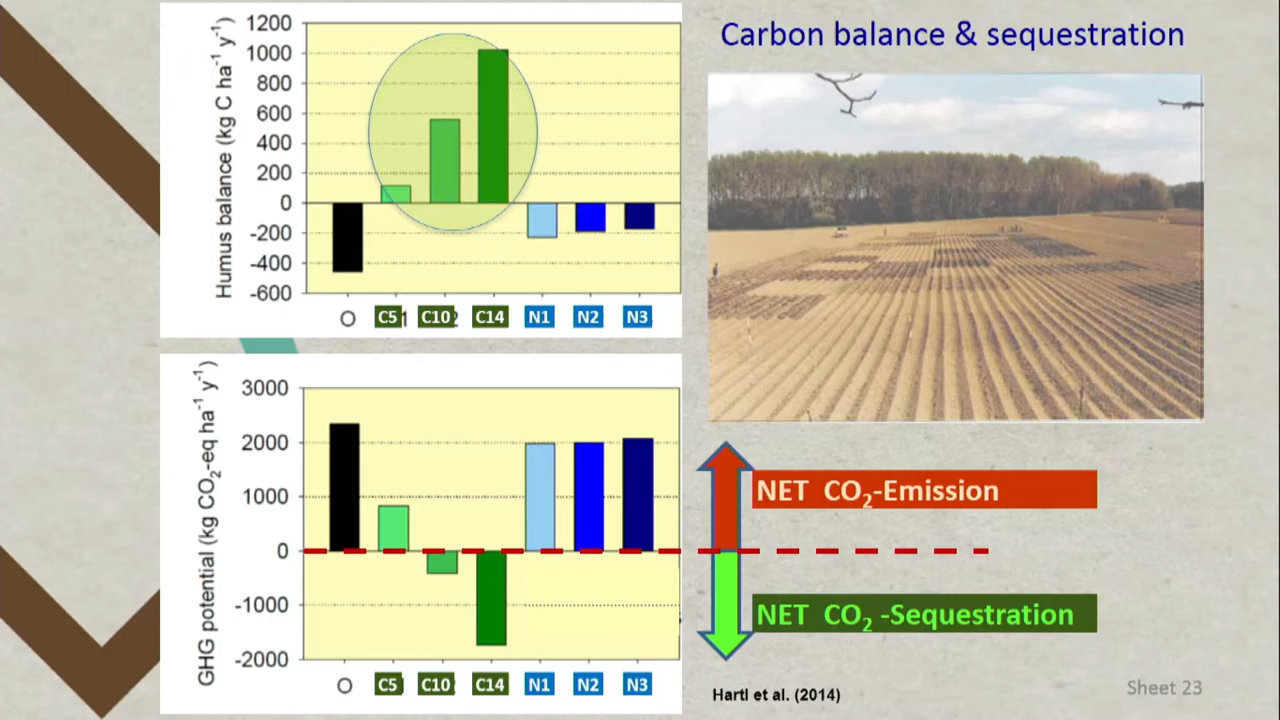 Carbon balance & sequestration
Humus balance (kg C ha⁻¹ y⁻¹)
1200
1000
800
600
400
200
0
-200
-400
-600
O C5 C10 C14 N1 N2 N3
GHG potential (kg CO₂-eq ha⁻¹ y⁻¹)
3000
2000
1000
0
-1000
-2000
O C5 C10 C14 N1 N2 N3
NET CO₂-Emission
NET CO₂ -Sequestration
Hartl et al. (2014)
Sheet 23